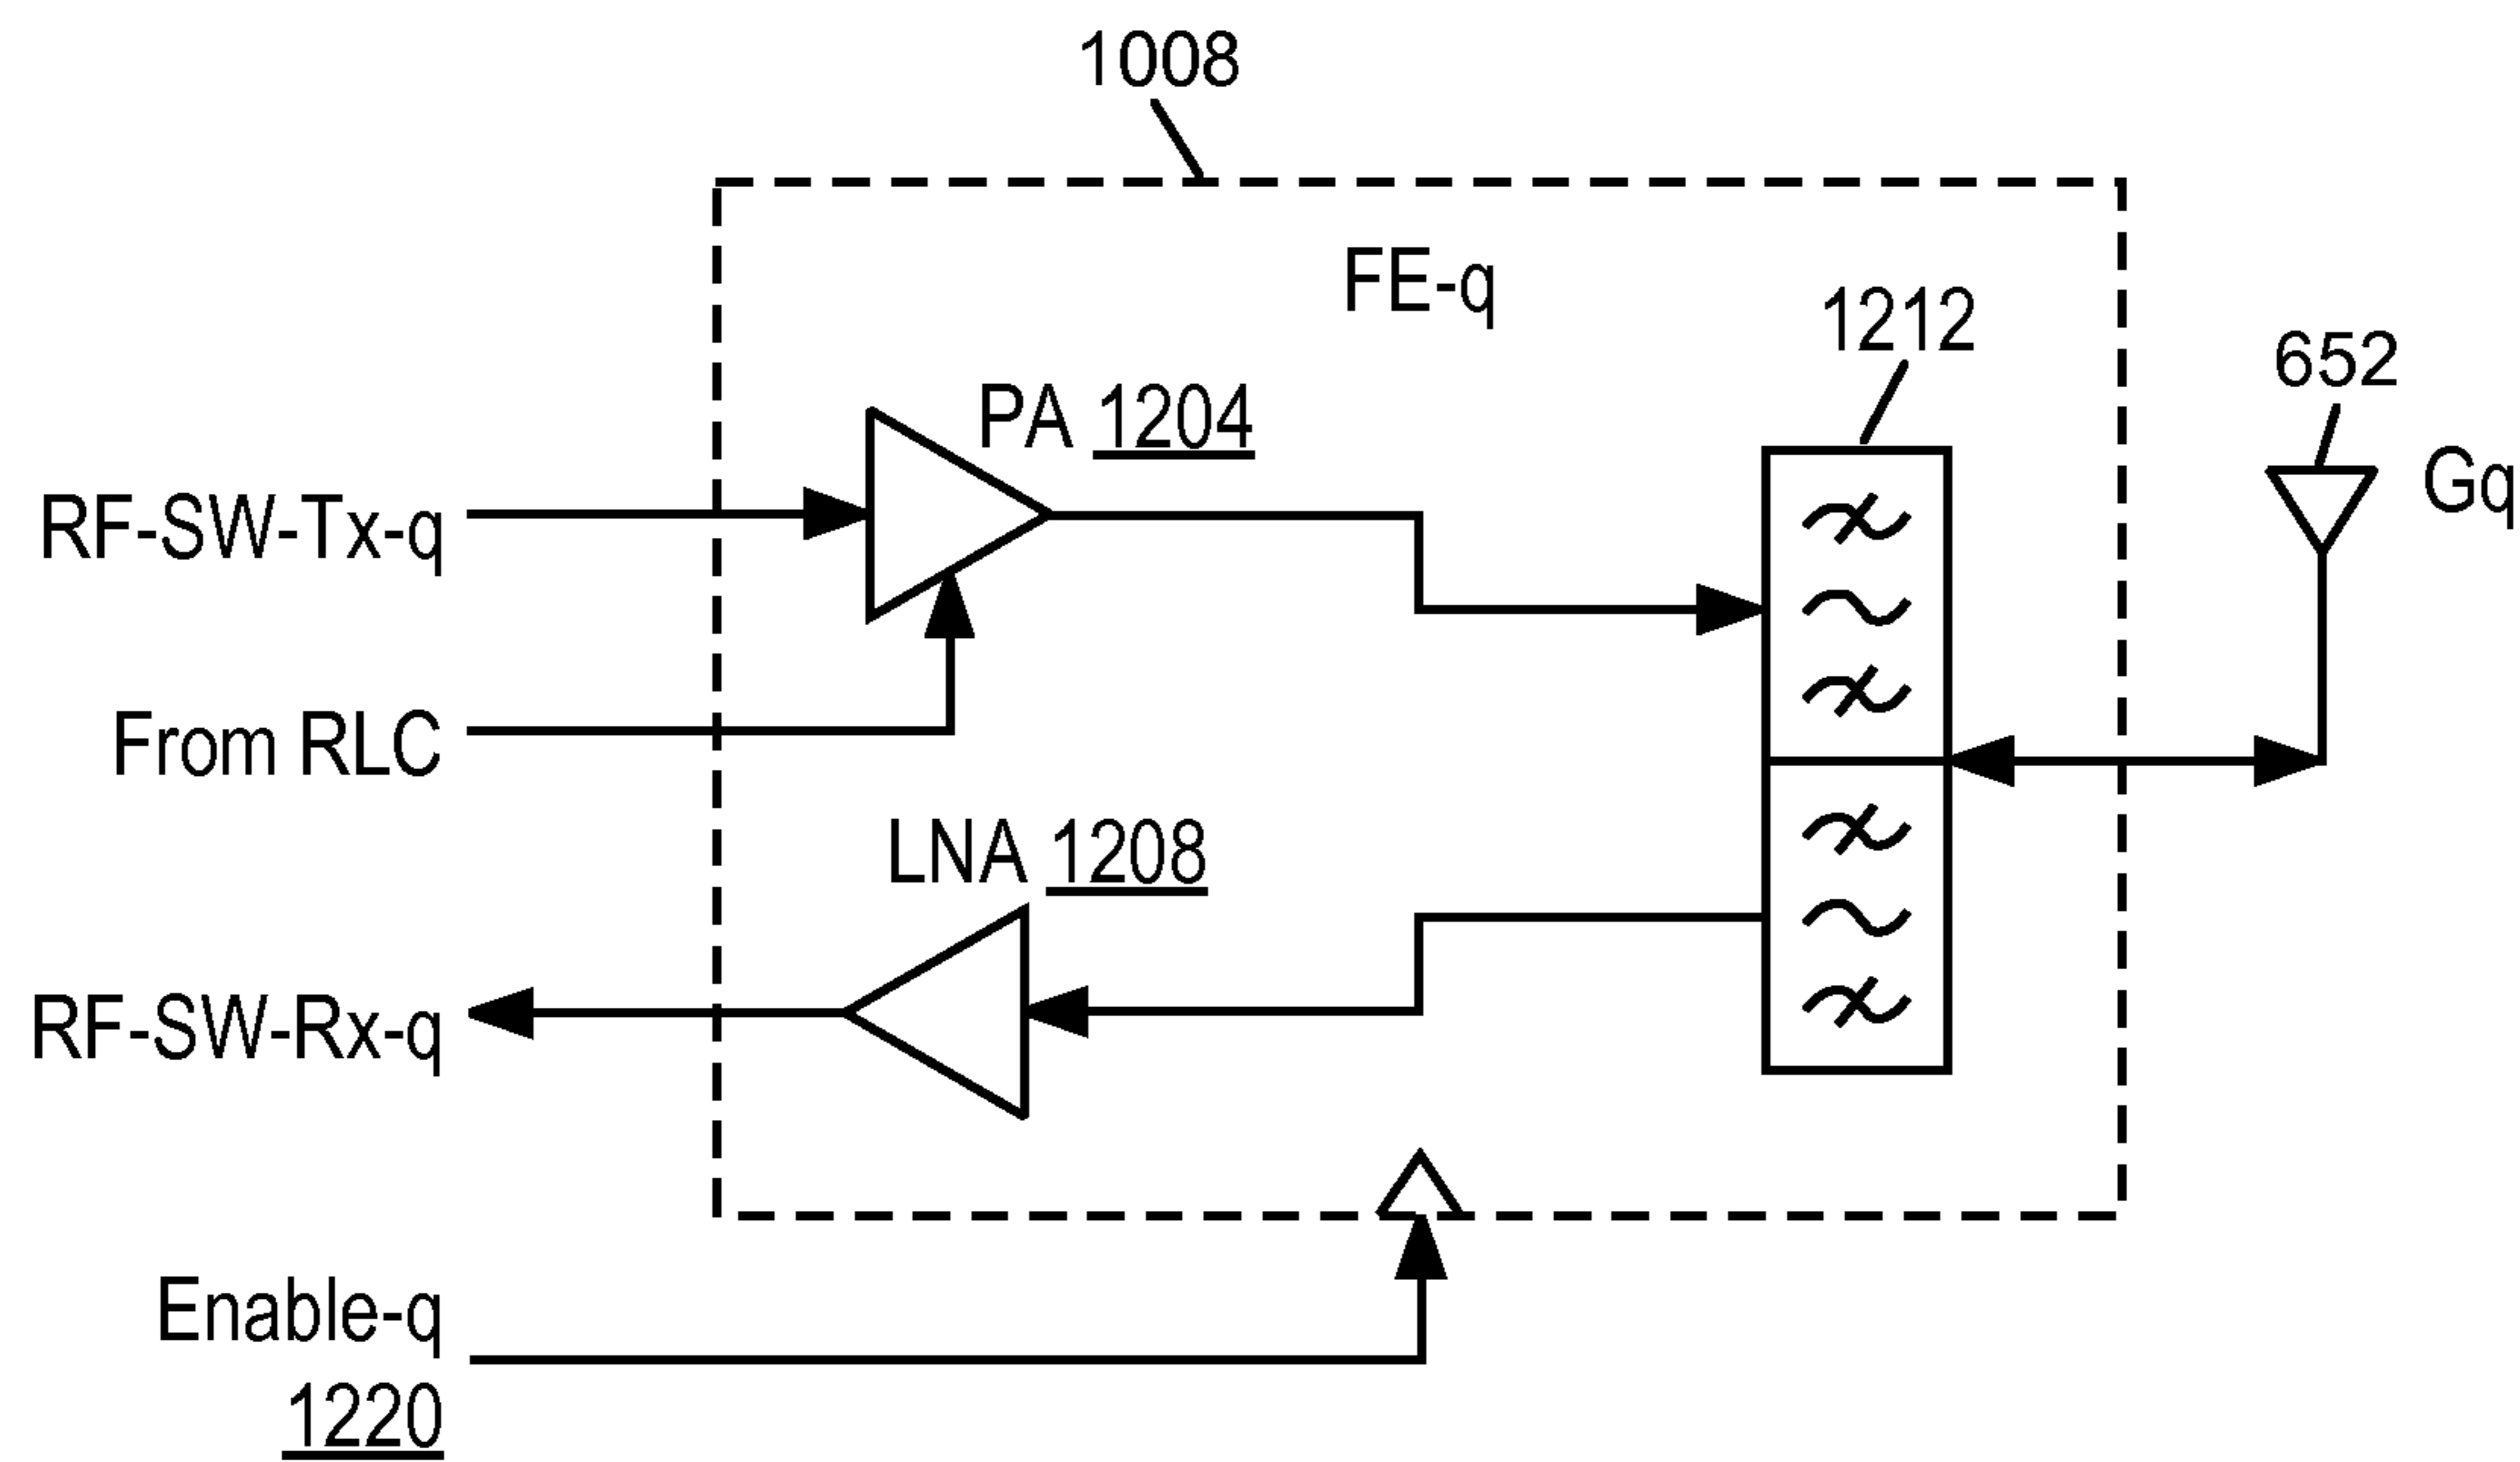 1008
FE-q
1212
652
PA 1204
Gq
RF-SW-Tx-q
From RLC
LNA 1208
RF-SW-Rx-q
Enable-q
1220